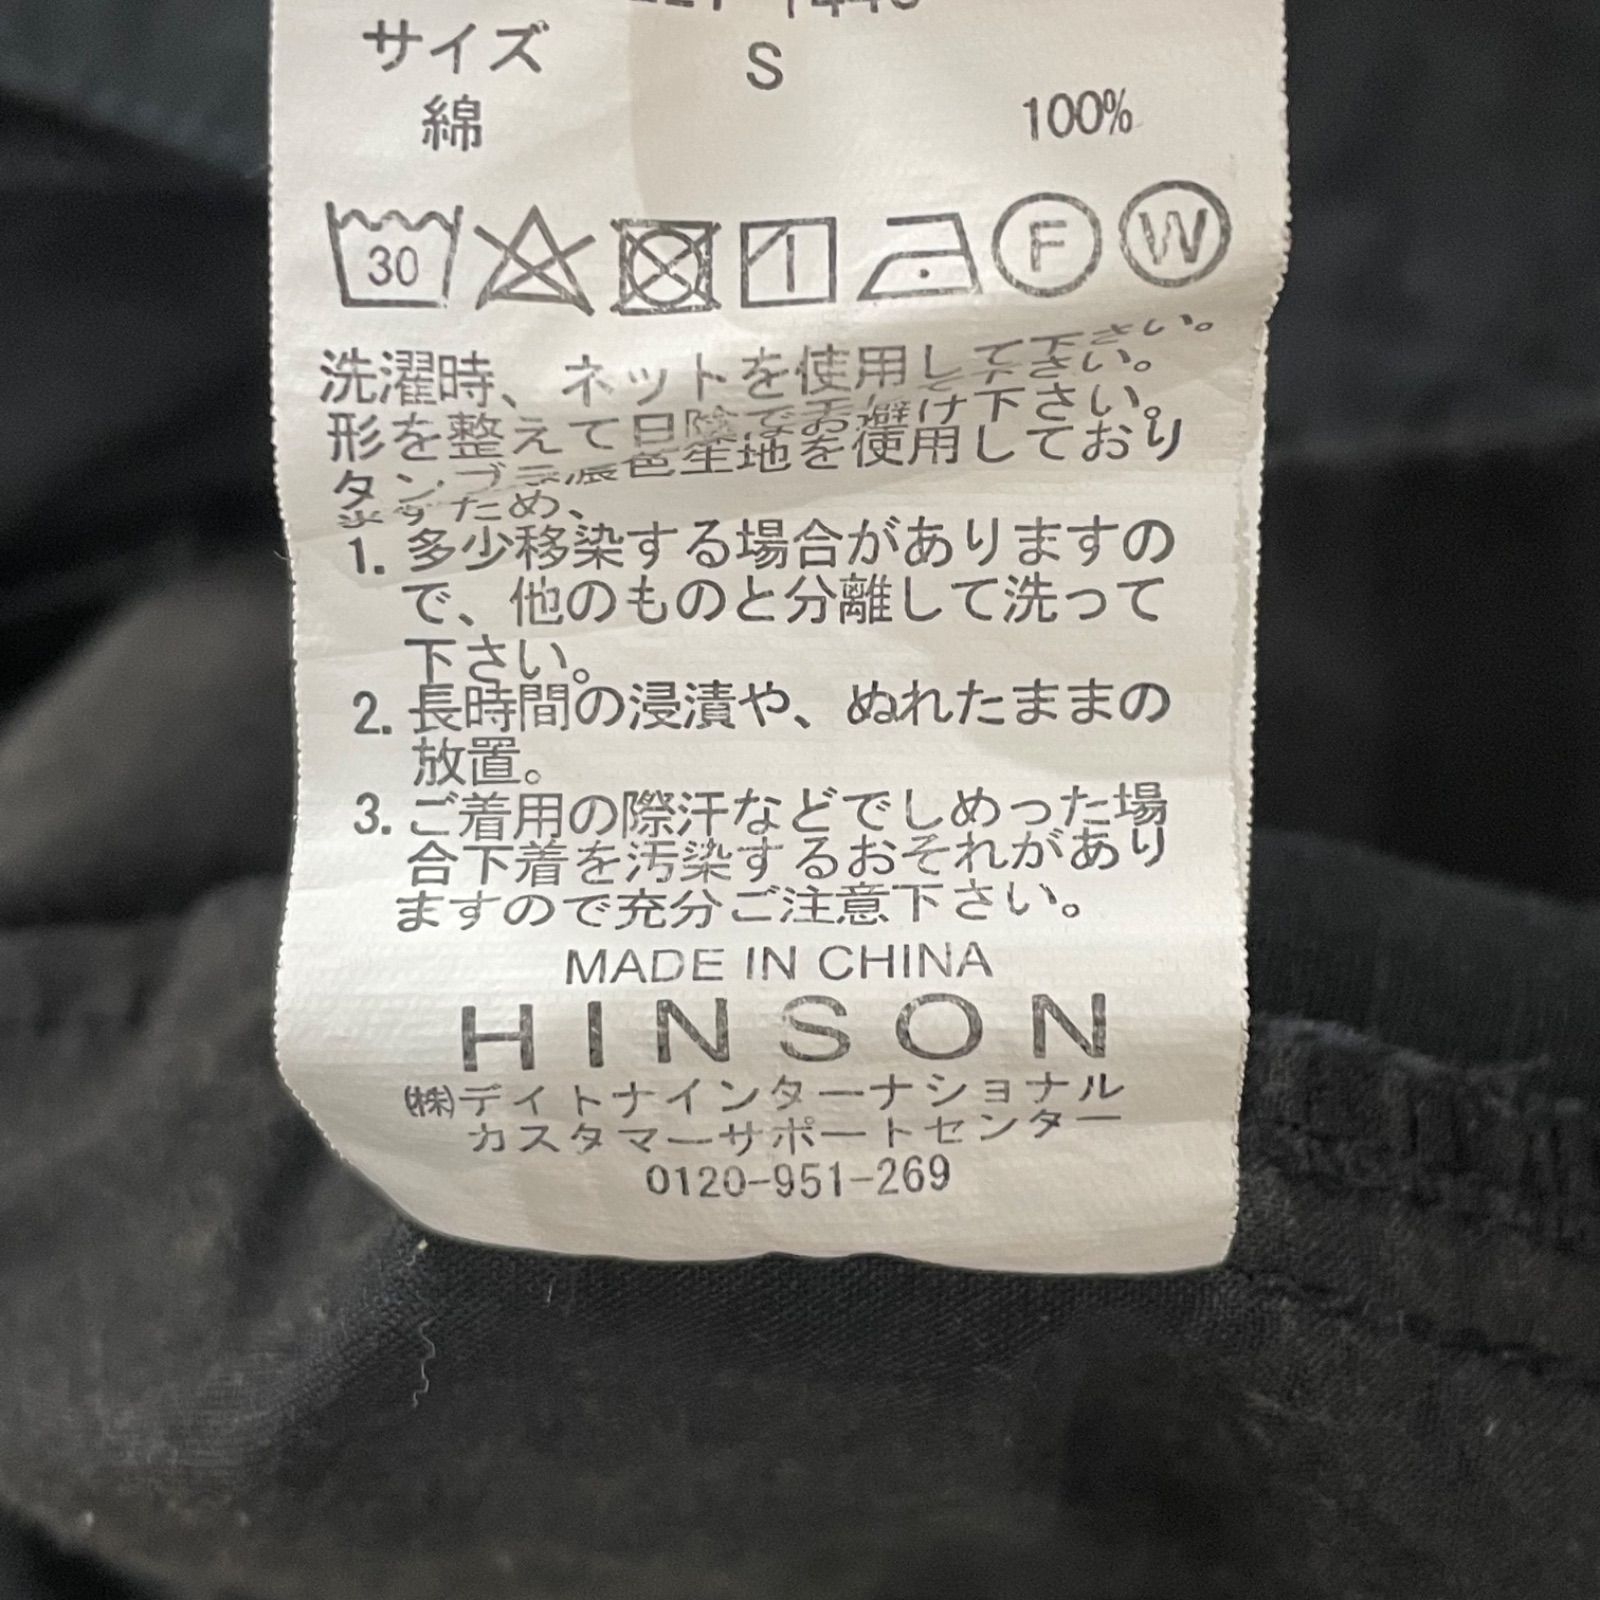 サイズ S
綿 100%
30 F W
洗濯時、ネットを使用して下さい。
形を整えて日陰で
お避け下さい。
タンブラ
濃色生地を使用しており
ますため、
1. 多少移染する場合がありますの
で、他のものと分離して洗って
下さい。
2. 長時間の浸漬や、ぬれたままの
放置。
3. ご着用の際汗などでしめった場
合下着を汚染するおそれがあり
ますので充分ご注意下さい。
MADE IN CHINA
HINSON
㈱デイトナインターナショナル
カスタマーサポートセンター
0120-951-269